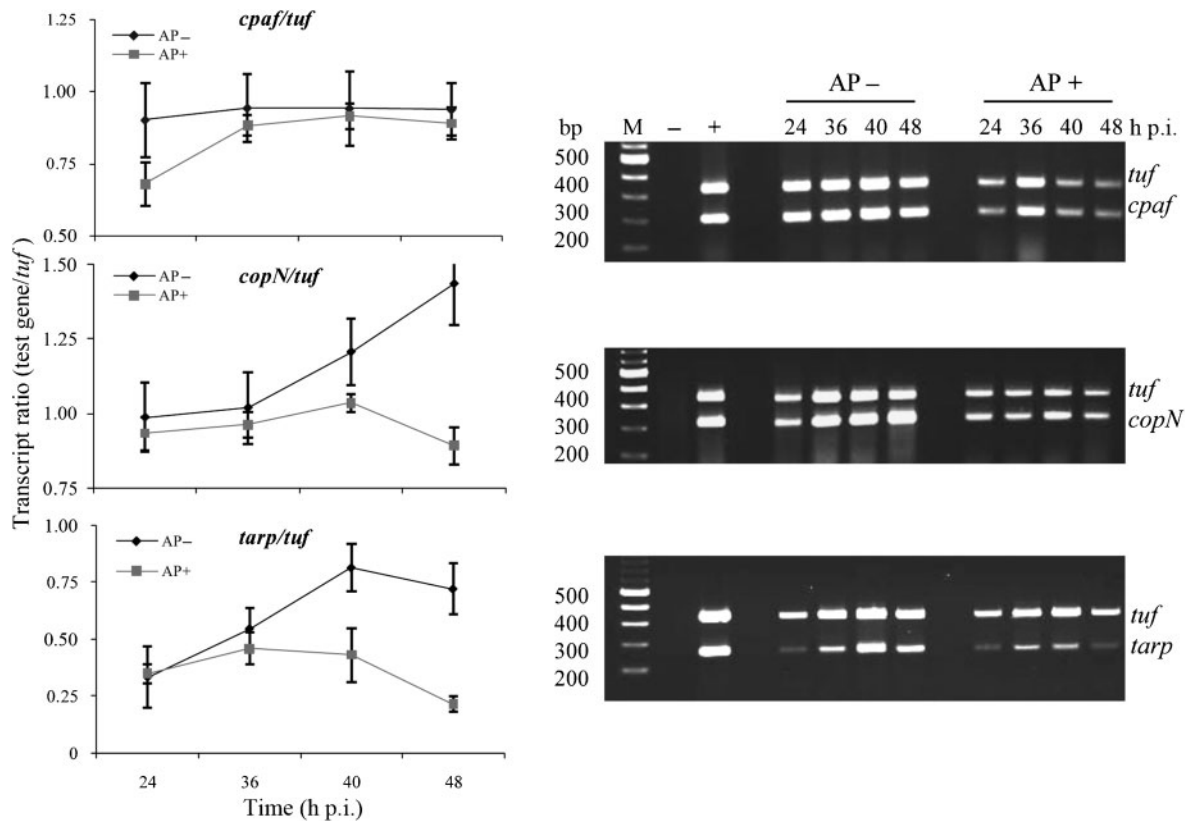 Transcript ratio (test gene/tuf)
cpaf/tuf
AP–
AP+
1.25
1.00
0.75
0.50
copN/tuf
AP–
AP+
1.50
1.25
1.00
0.75
tarp/tuf
AP–
AP+
1.00
0.75
0.50
0.25
0
24 36 40 48
Time (h p.i.)
AP – AP +
bp M – + 24 36 40 48 24 36 40 48 h p.i.
500
400
300
200
tuf
cpaf
500
400
300
200
tuf
copN
500
400
300
200
tuf
tarp